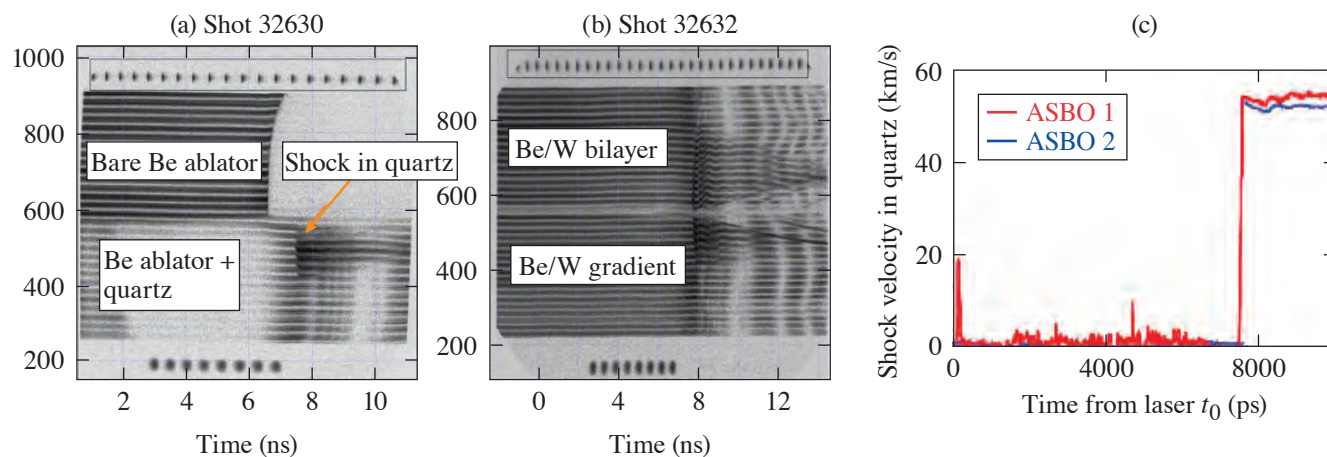 (a) Shot 32630
1000
800
600
400
200
Bare Be ablator
Shock in quartz
Be ablator +
quartz
2 4 6 8 10
Time (ns)
(b) Shot 32632
800
600
400
200
Be/W bilayer
Be/W gradient
0 4 8 12
Time (ns)
(c)
Shock velocity in quartz (km/s)
60
40
20
0
ASBO 1
ASBO 2
0 4000 8000
Time from laser t0 (ps)